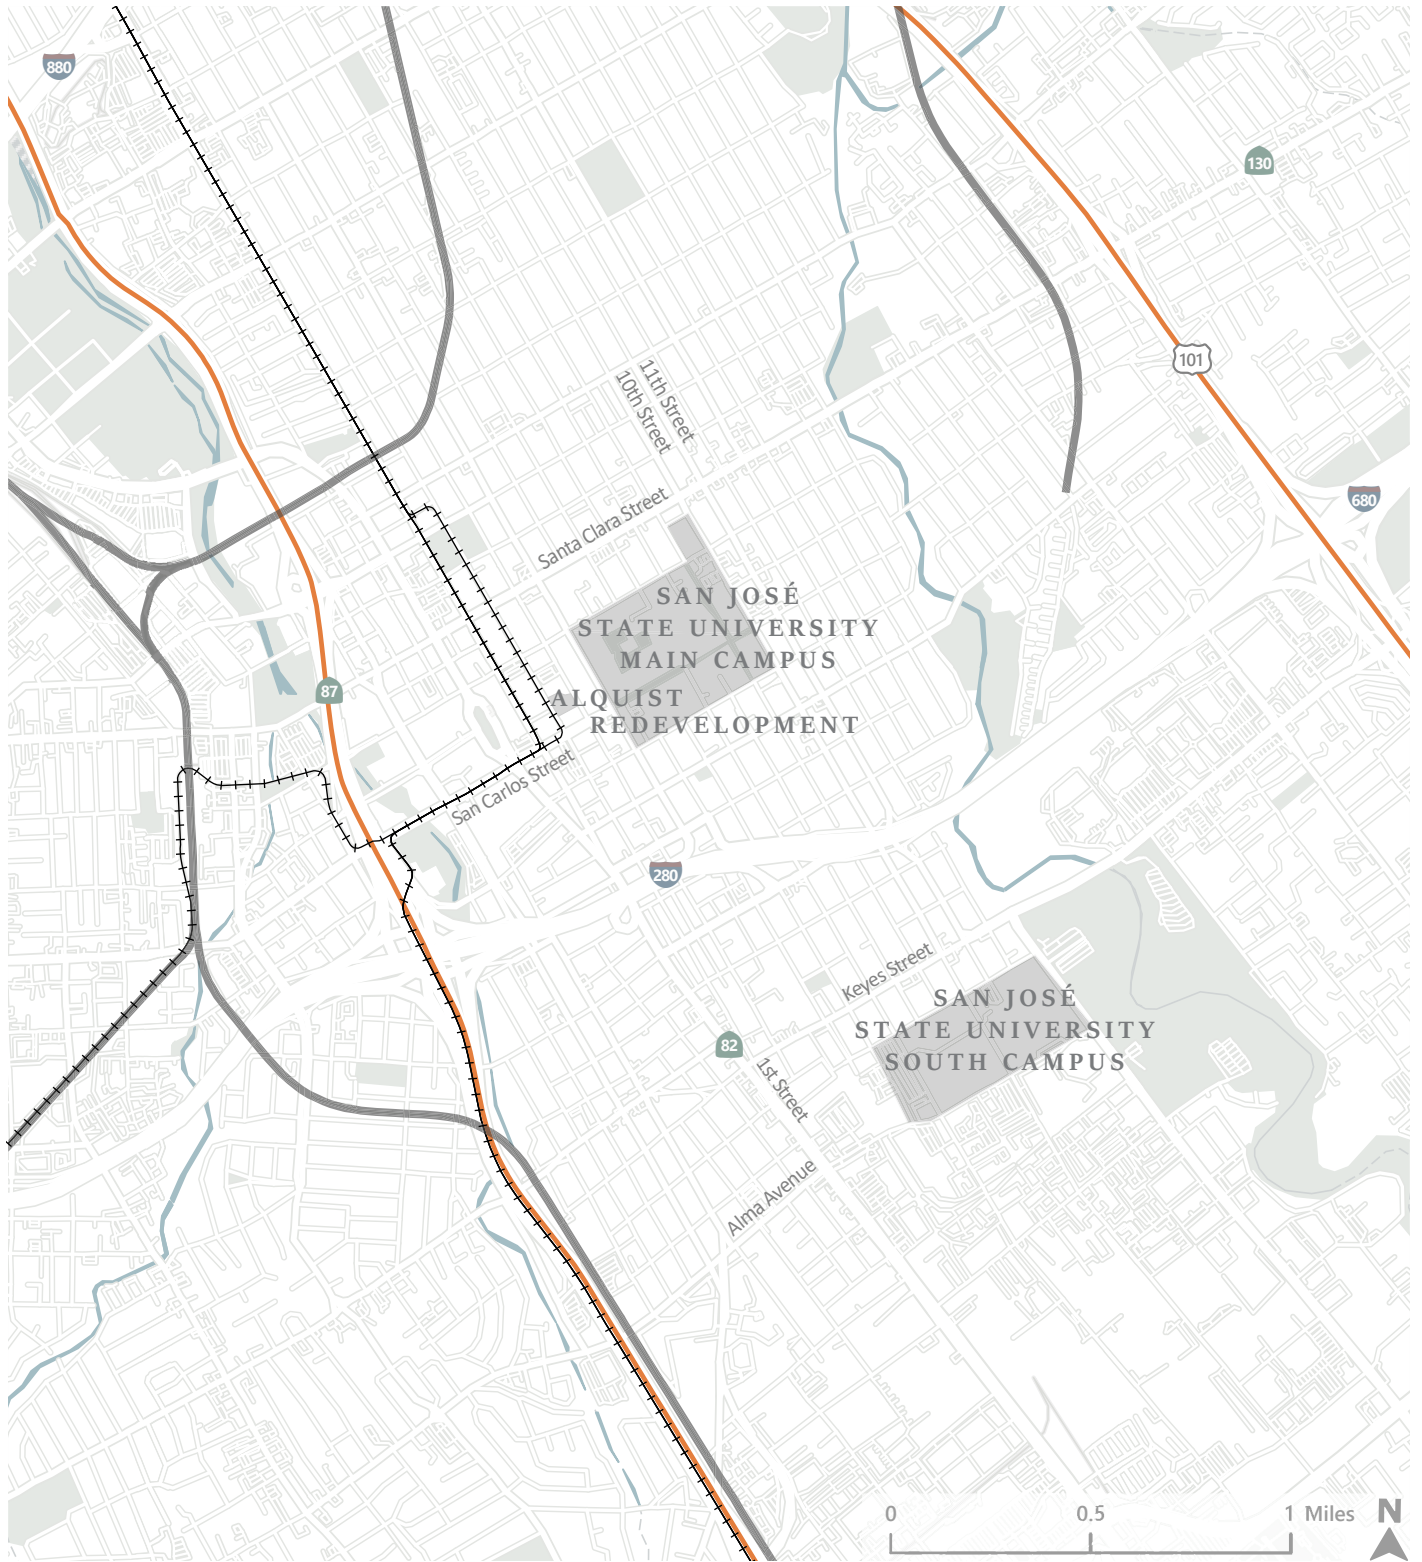 880
130
101
11th Street
10th Street
680
Santa Clara Street
SAN JOSÉ
STATE UNIVERSITY
MAIN CAMPUS
87
ALQUIST
REDEVELOPMENT
San Carlos Street
280
Keyes Street
SAN JOSÉ
STATE UNIVERSITY
SOUTH CAMPUS
82
1st Street
Alma Avenue
0 0.5 1 Miles
N